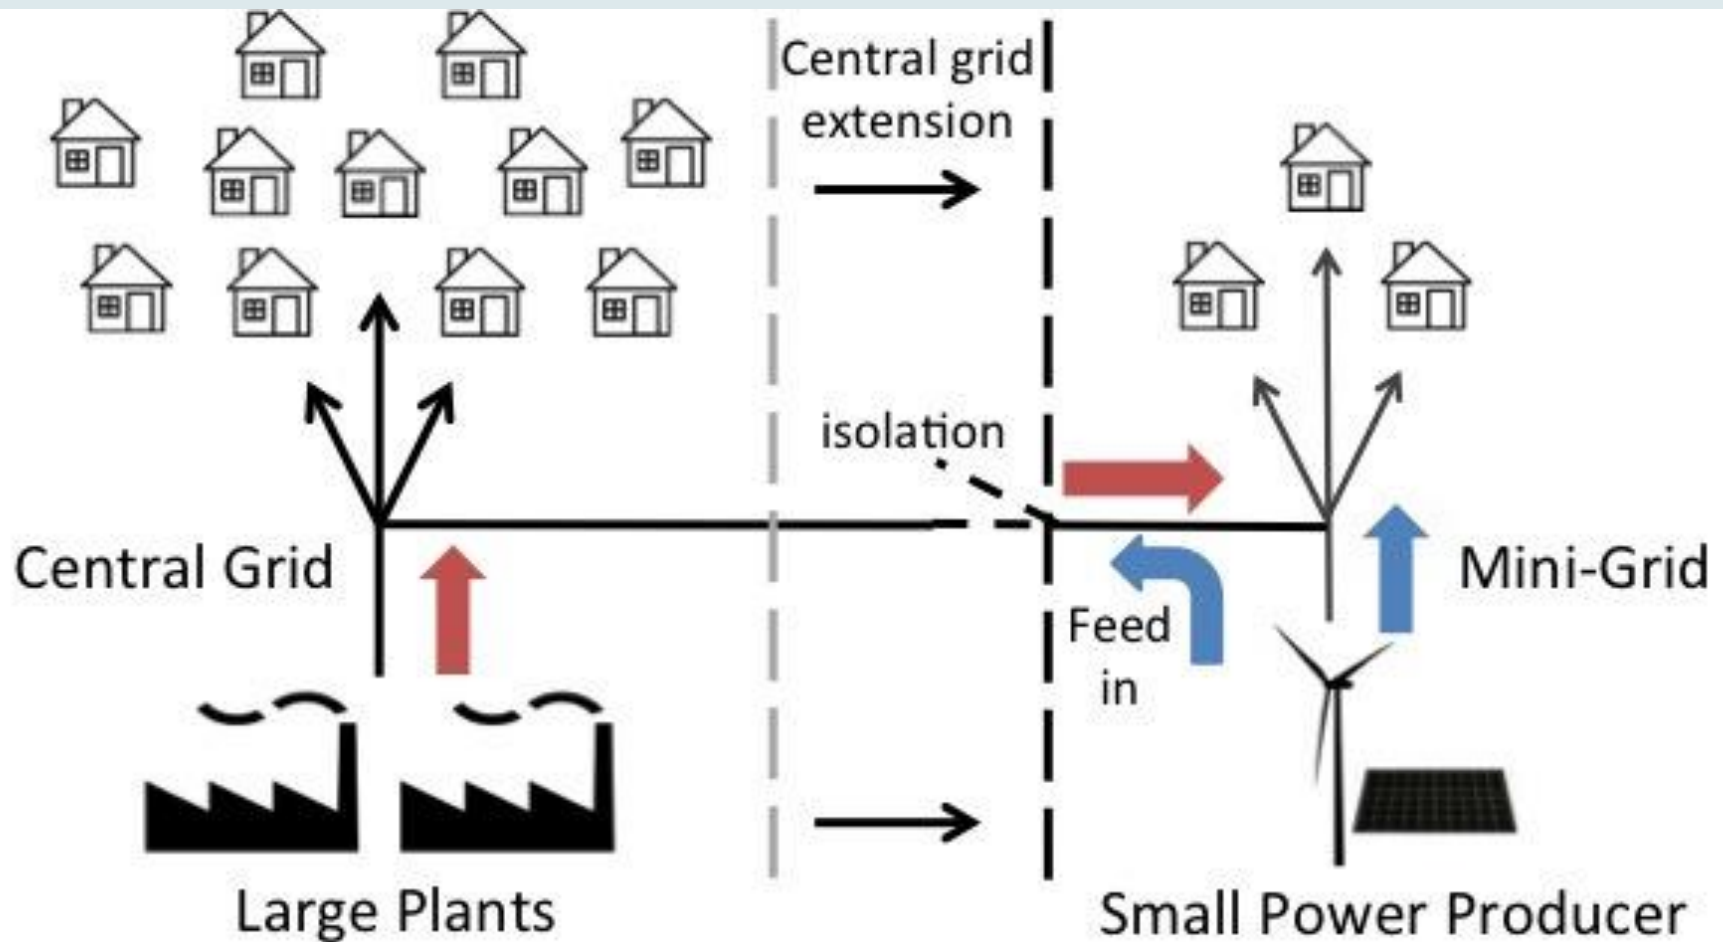 Central grid
extension
isolation
Central Grid
Mini-Grid
Feed
in
Large Plants
Small Power Producer